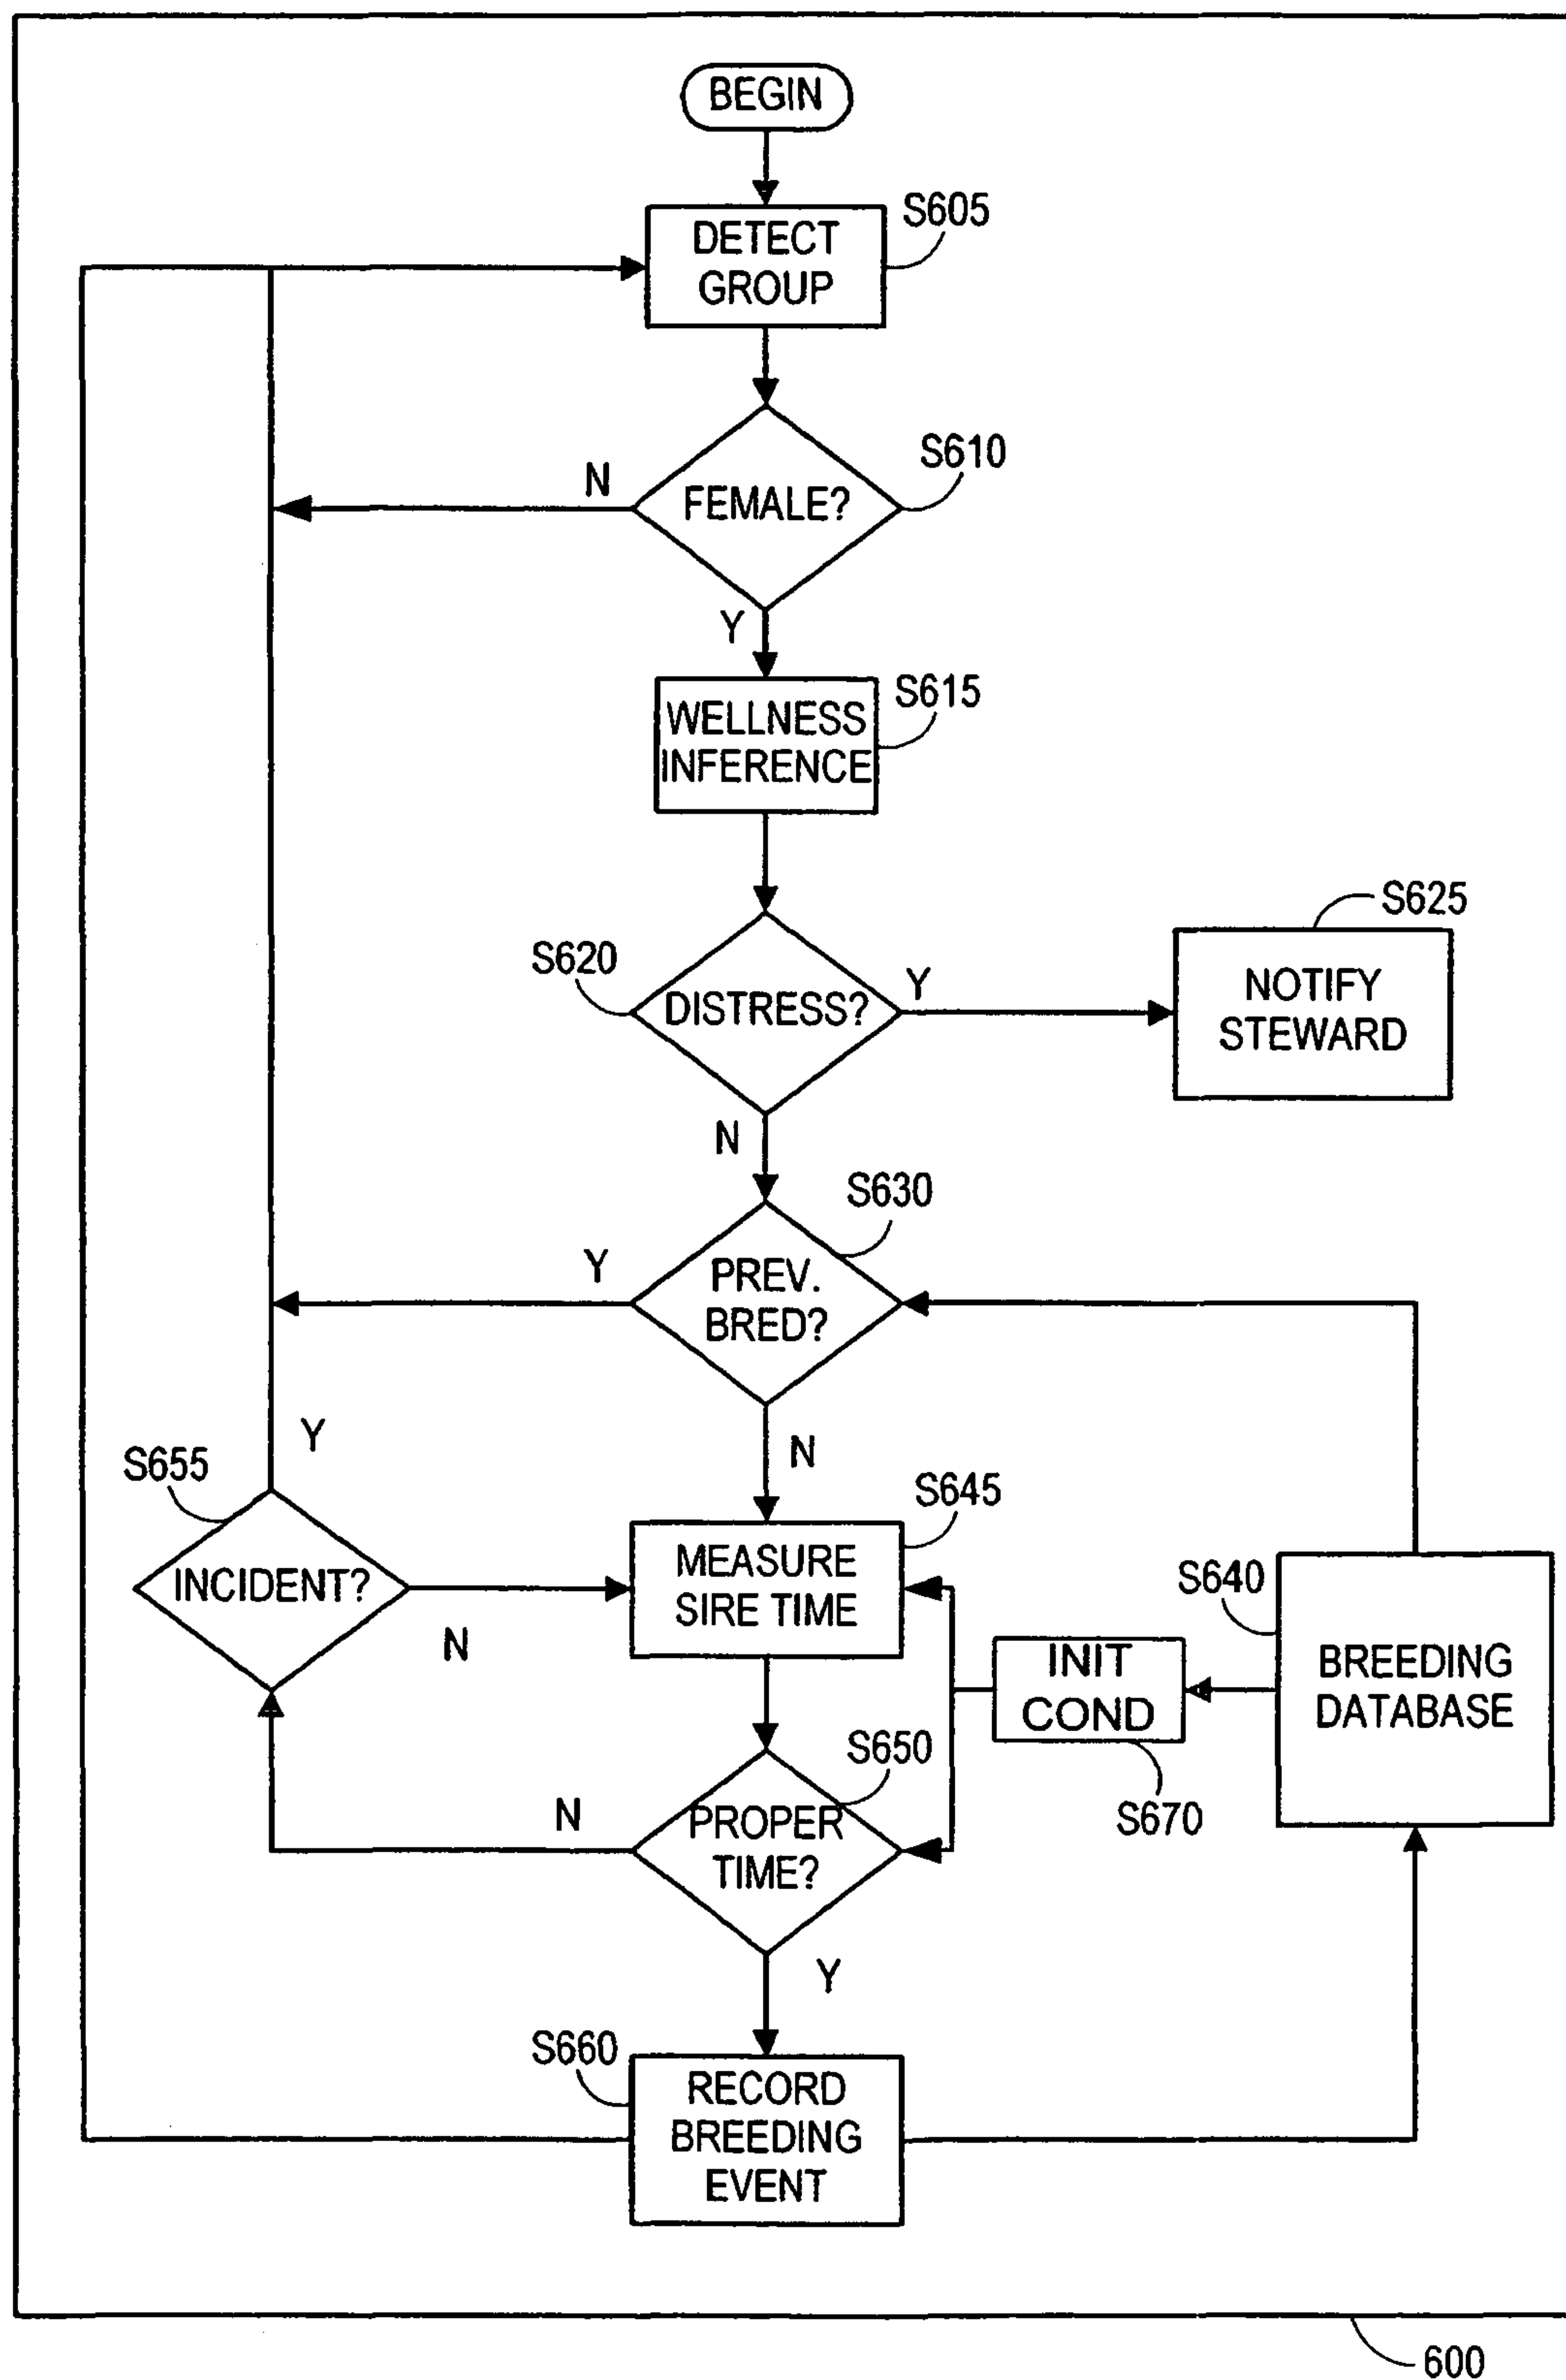 BEGIN
S605
DETECT
GROUP
S610
N
FEMALE?
Y
S615
WELLNESS
INFERENCE
S625
S620
Y
NOTIFY
STEWARD
DISTRESS?
N
S630
Y
PREV.
BRED?
Y
N
S655
S645
MEASURE
SIRE TIME
INCIDENT?
N
S640
INIT
COND
BREEDING
DATABASE
S650
S670
N
PROPER
TIME?
Y
S660
RECORD
BREEDING
EVENT
600